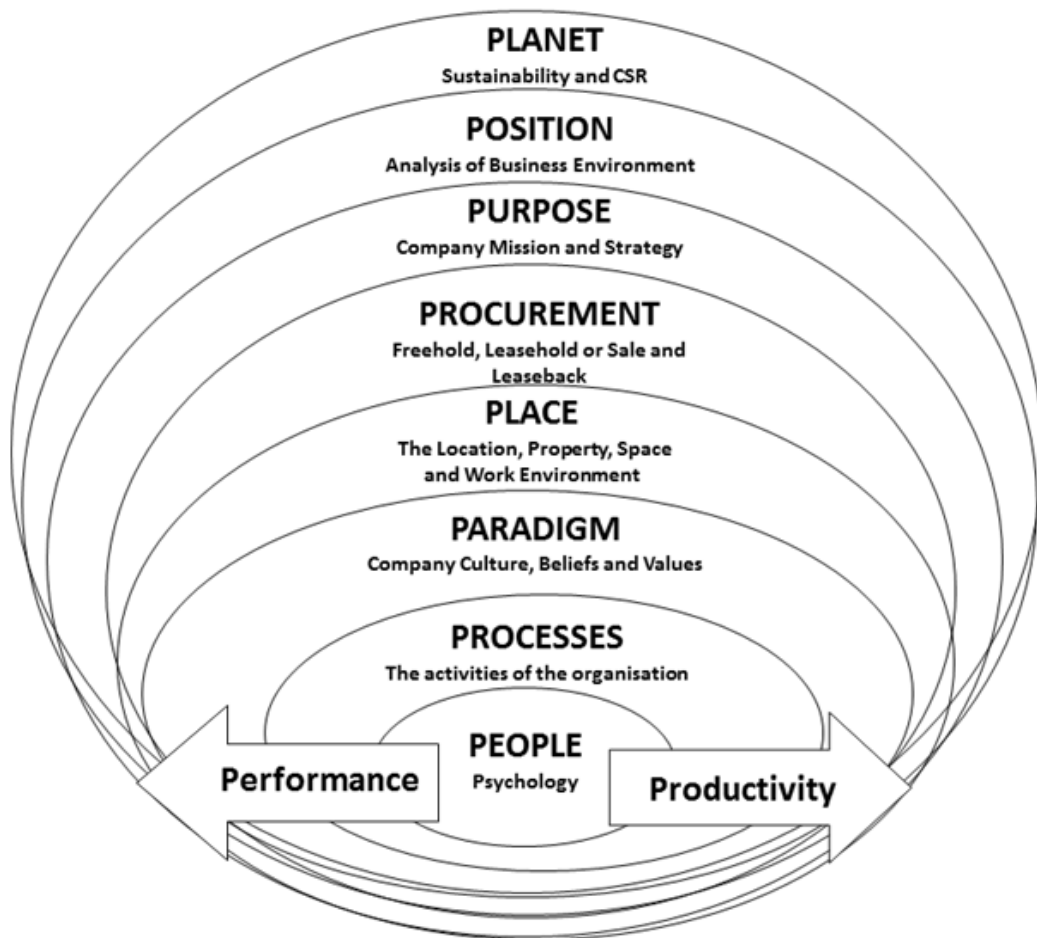 PLANET
Sustainability and CSR
POSITION
Analysis of Business Environment
PURPOSE
Company Mission and Strategy
PROCUREMENT
Freehold, Leasehold or Sale and
Leaseback
PLACE
The Location, Property, Space
and Work Environment
PARADIGM
Company Culture, Beliefs and Values
PROCESSES
The activities of the organisation
PEOPLE
Psychology
Performance
Productivity